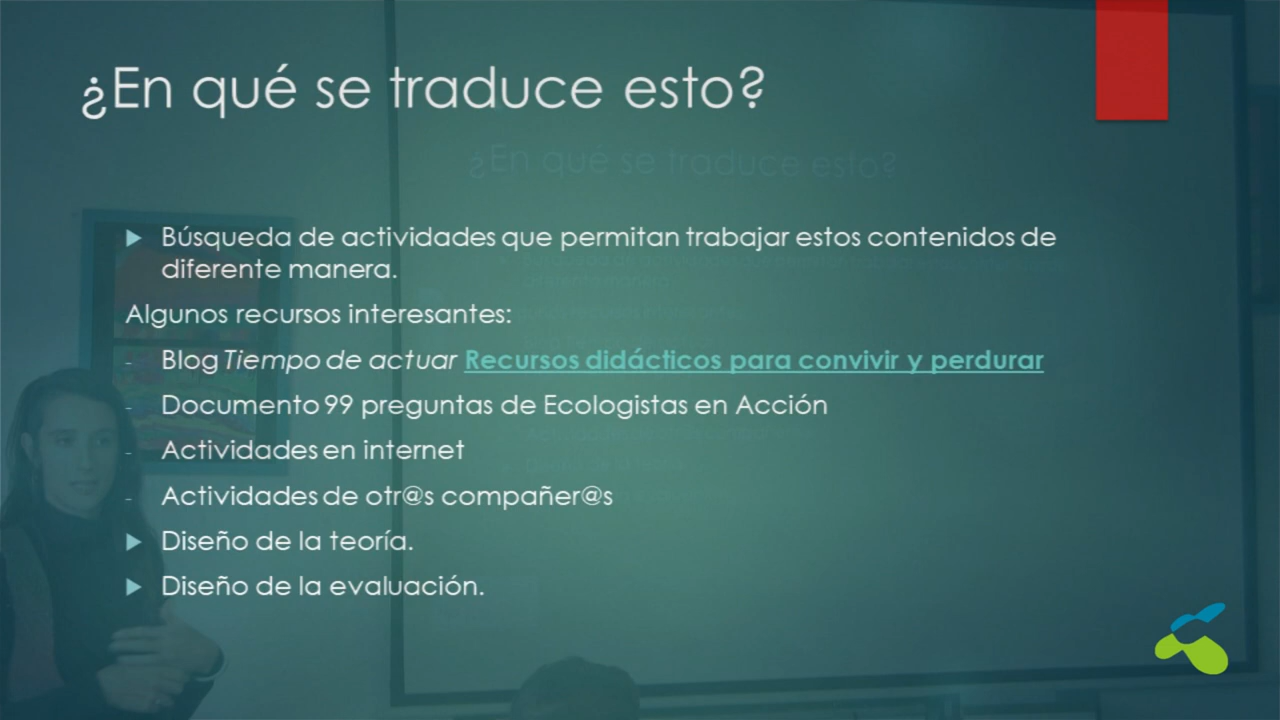 ¿En qué se traduce esto?
¿En qué se traduce esto?
Búsqueda de actividades que permitan trabajar estos contenidos de
diferente manera.
Algunos recursos interesantes:
- Blog Tiempo de actuar Recursos didácticos para convivir y perdurar
- Documento 99 preguntas de Ecologistas en Acción
- Actividades en internet
- Actividades de otr@s compañer@s
Diseño de la teoría.
Diseño de la evaluación.